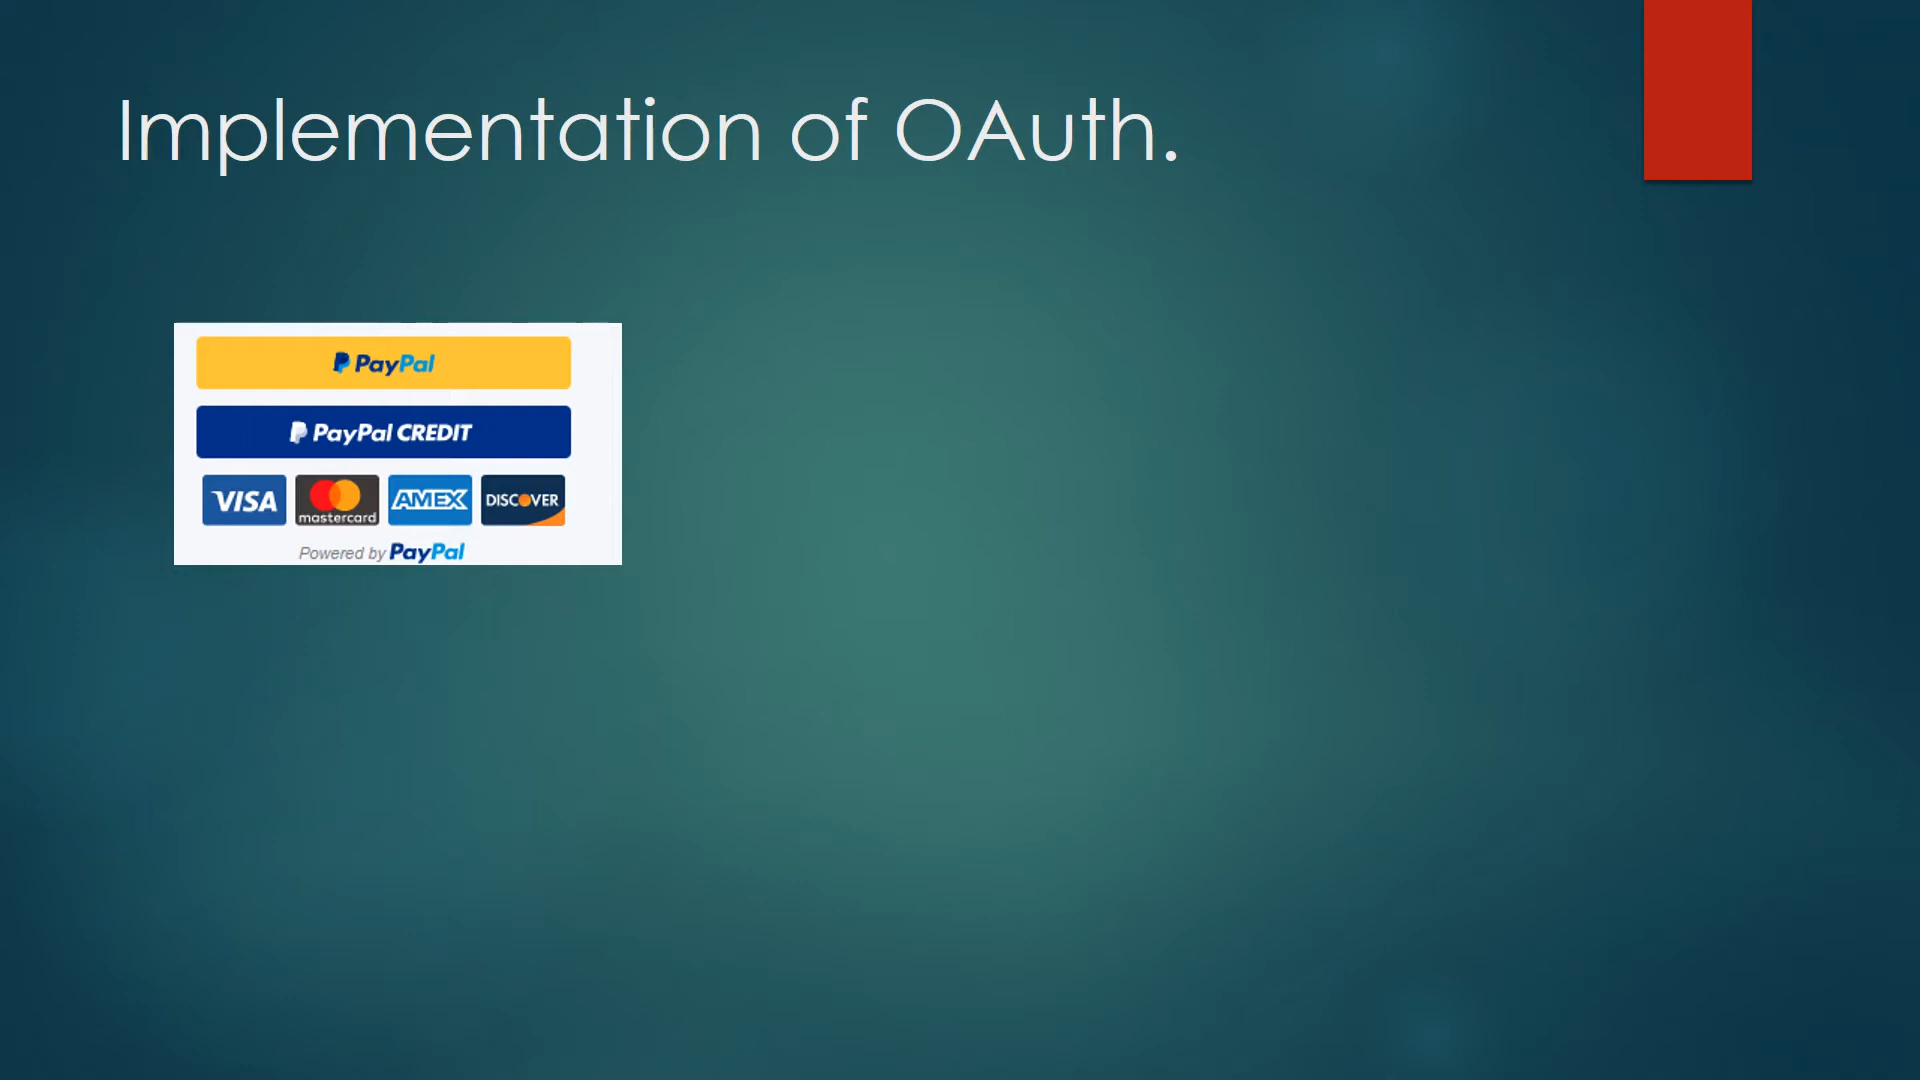 Implementation of OAuth.
PayPal
PayPal CREDIT
VISA mastercard AMEX DISCOVER
Powered by PayPal